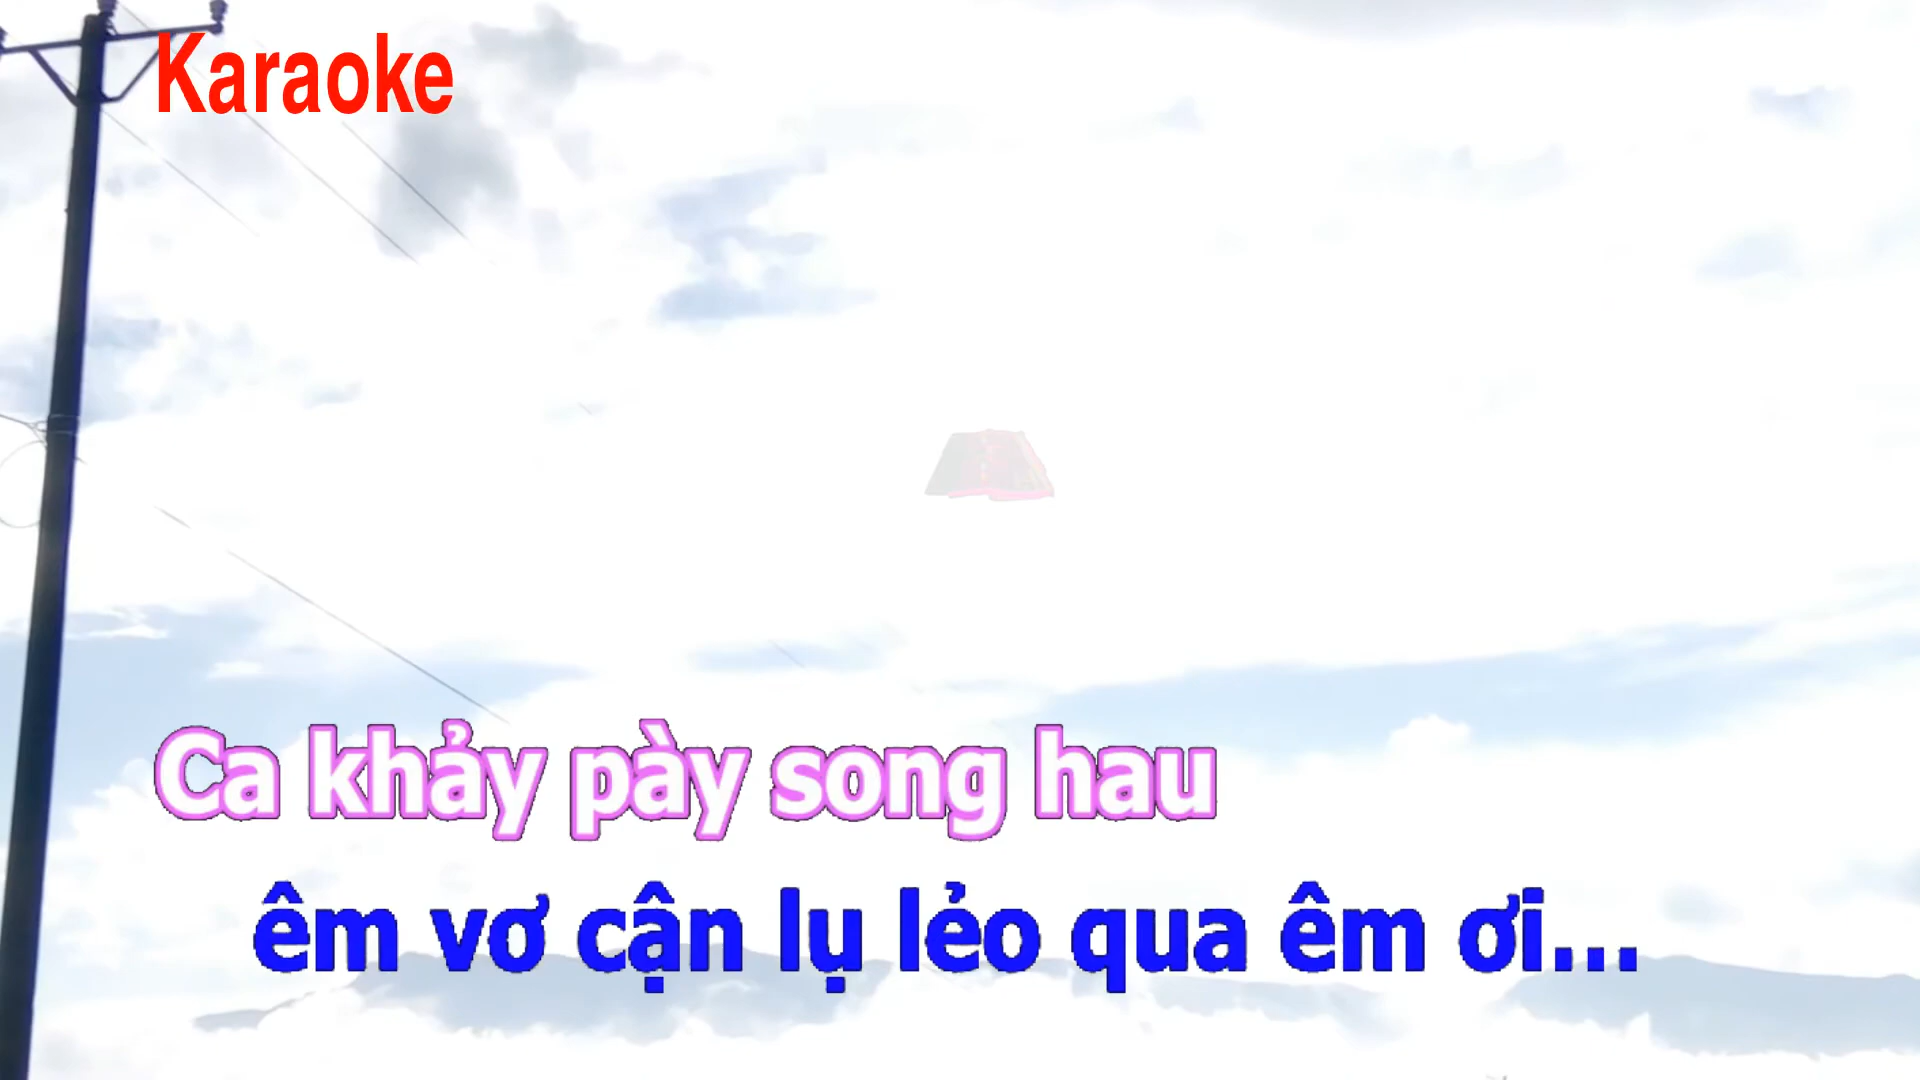 Karaoke
Ca khảy pày song hau
êm vơ cận lụ lẻo qua êm ơi...